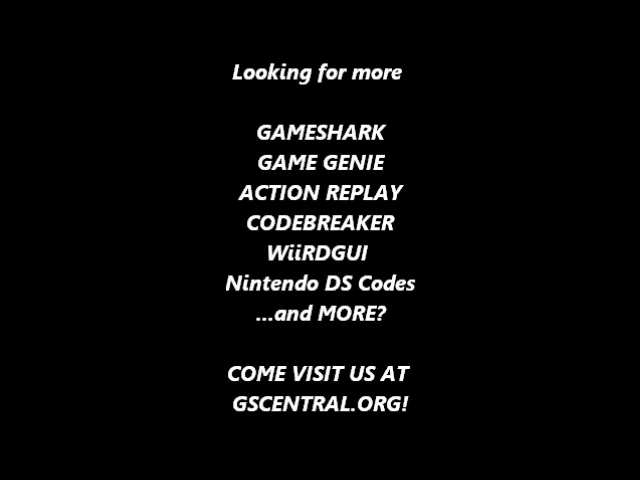 Looking for more
GAMESHARK
GAME GENIE
ACTION REPLAY
CODEBREAKER
WiiRDGUI
Nintendo DS Codes
...and MORE?
COME VISIT US AT
GSCENTRAL.ORG!